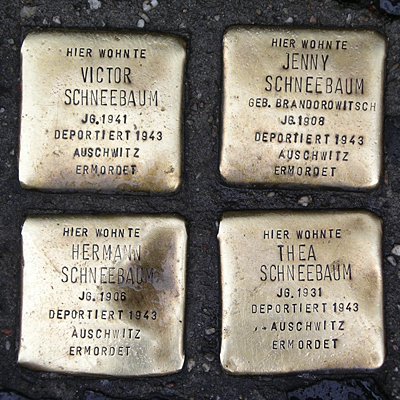 HIER WOHNTE
VICTOR
SCHNEEBAUM
JG. 1941
DEPORTIERT 1943
AUSCHWITZ
ERMORDET
HIER WOHNTE
JENNY
SCHNEEBAUM
GEB. BRANDOROWITSCH
JG. 1908
DEPORTIERT 1943
AUSCHWITZ
ERMORDET
HIER WOHNTE
HERMANN
SCHNEEBAUM
JG. 1906
DEPORTIERT 1943
AUSCHWITZ
ERMORDET
HIER WOHNTE
THEA
SCHNEEBAUM
JG. 1931
DEPORTIERT 1943
AUSCHWITZ
ERMORDET